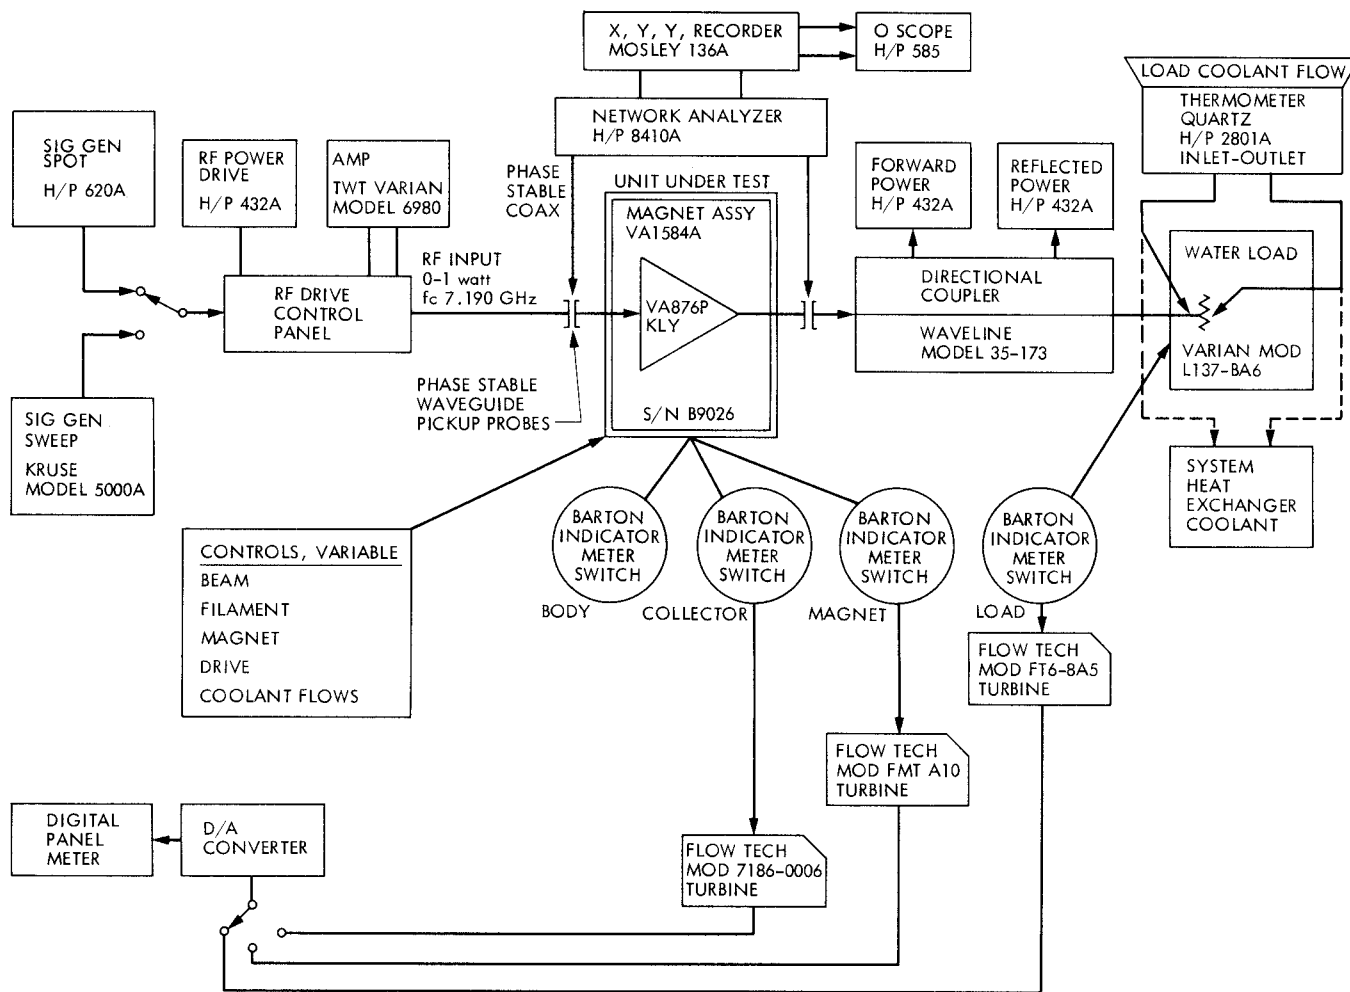 X, Y, Y, RECORDER
MOSLEY 136A
O SCOPE
H/P 585
LOAD COOLANT FLOW
THERMOMETER
QUARTZ
H/P 2801A
INLET-OUTLET
NETWORK ANALYZER
H/P 8410A
SIG GEN
SPOT
H/P 620A
RF POWER
DRIVE
H/P 432A
AMP
TWT VARIAN
MODEL 6980
PHASE
STABLE
COAX
UNIT UNDER TEST
MAGNET ASSY
VA1584A
FORWARD
POWER
H/P 432A
REFLECTED
POWER
H/P 432A
RF INPUT
0-1 watt
fc 7.190 GHz
RF DRIVE
CONTROL
PANEL
VA876P
KLY
S/N B9026
DIRECTIONAL
COUPLER
WAVELINE
MODEL 35-173
WATER LOAD
VARIAN MOD
L137-BA6
PHASE STABLE
WAVEGUIDE
PICKUP PROBES
SIG GEN
SWEEP
KRUSE
MODEL 5000A
SYSTEM
HEAT
EXCHANGER
COOLANT
CONTROLS, VARIABLE
BEAM
FILAMENT
MAGNET
DRIVE
COOLANT FLOWS
BARTON
INDICATOR
METER
SWITCH
BODY
BARTON
INDICATOR
METER
SWITCH
COLLECTOR
BARTON
INDICATOR
METER
SWITCH
MAGNET
BARTON
INDICATOR
METER
SWITCH
LOAD
FLOW TECH
MOD FT6-8A5
TURBINE
FLOW TECH
MOD FMT A10
TURBINE
FLOW TECH
MOD 7186-0006
TURBINE
DIGITAL
PANEL
METER
D/A
CONVERTER